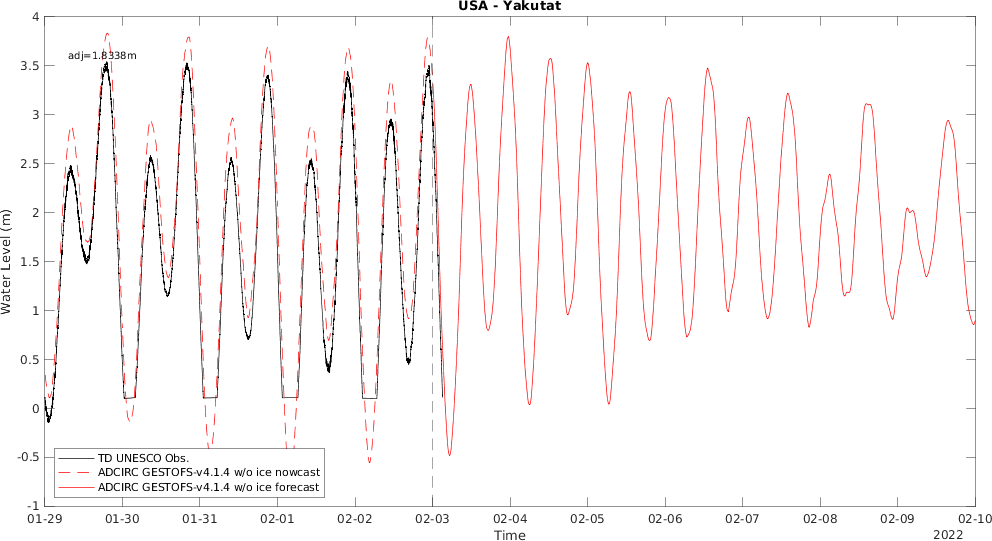 USA - Yakutat
adj=1.8338m
Water Level (m)
4
3.5
3
2.5
2
1.5
1
0.5
0
-0.5
-1
TD UNESCO Obs.
ADCIRC GESTOFS-v4.1.4 w/o ice nowcast
ADCIRC GESTOFS-v4.1.4 w/o ice forecast
01-29 01-30 01-31 02-01 02-02 02-03 02-04 02-05 02-06 02-07 02-08 02-09 02-10
Time
2022